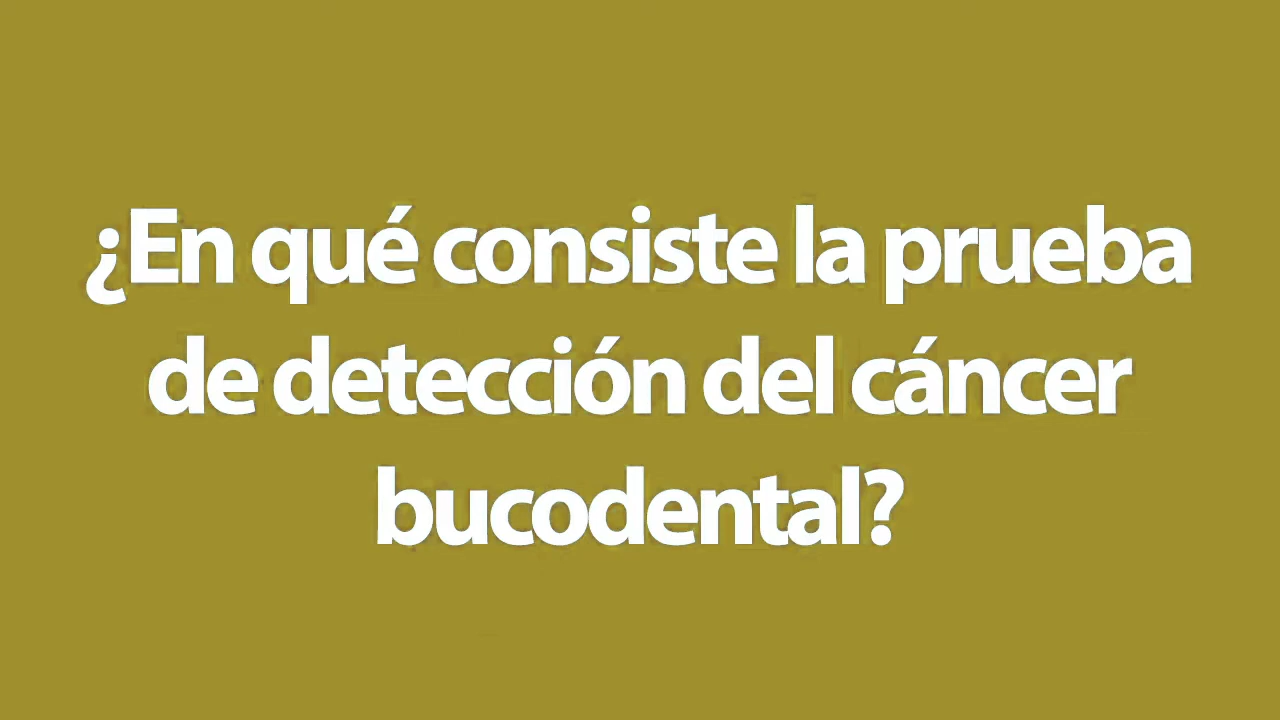 ¿En qué consiste la prueba
de detección del cáncer
bucodental?